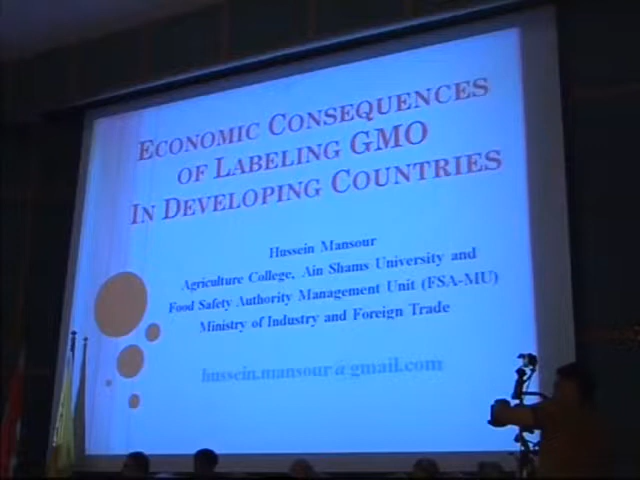 ECONOMIC CONSEQUENCES
OF LABELING GMO
IN DEVELOPING COUNTRIES
Hussein Mansour
Agriculture College, Ain Shams University and
Food Safety Authority Management Unit (FSA-MU)
Ministry of Industry and Foreign Trade
hussein.mansour@gmail.com